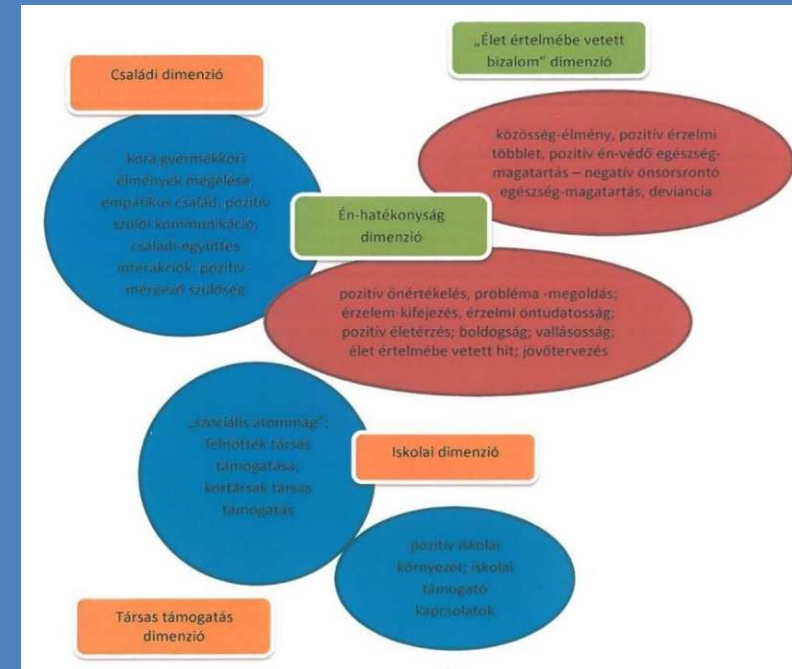 Családi dimenzió
kora gyermekkori
élmények megélése;
empatikus család, pozitív
szülői kommunikáció,
családi együttes
interakciók, pozitív –
mérgező szülőség
„Élet értelmébe vetett
bizalom” dimenzió
közösség-élmény, pozitív érzelmi
többlet, pozitív én-védő egészség-
magatartás – negatív önsorsrontó
egészség-magatartás, deviancia
Én-hatékonyság
dimenzió
pozitív önértékelés, probléma -megoldás;
érzelem-kifejezés, érzelmi öntudatosság;
pozitív életérzés; boldogság; vallásosság;
élet értelmébe vetett hit; jövőtervezés
„szociális atommag”;
felnőttek társas
támogatása;
kortársak társas
támogatás
Iskolai dimenzió
pozitív iskolai
környezet; iskolai
támogató
kapcsolatok
Társas támogatás
dimenzió